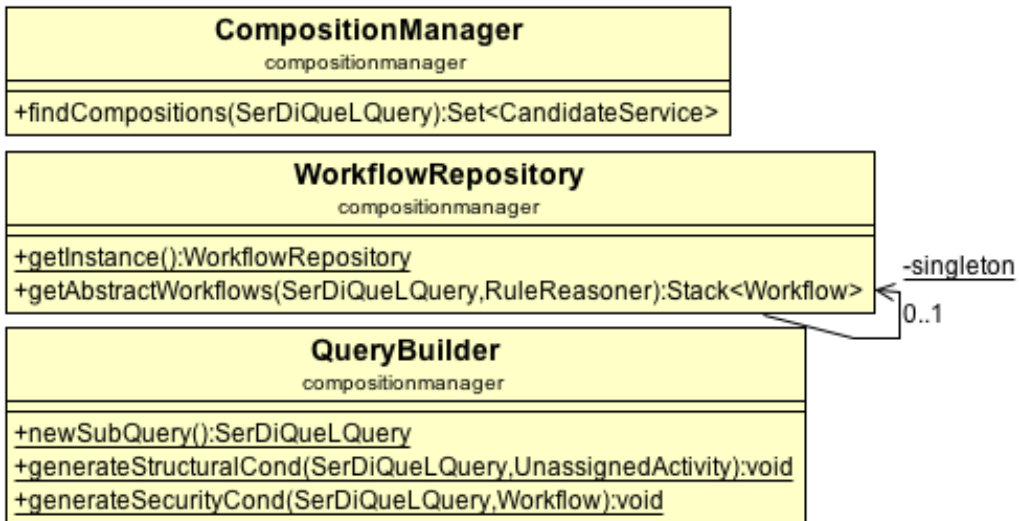 CompositionManager
compositionmanager
+findCompositions(SerDiQueLQuery):Set<CandidateService>
WorkflowRepository
compositionmanager
+getInstance():WorkflowRepository
+getAbstractWorkflows(SerDiQueLQuery,RuleReasoner):Stack<Workflow>
-singleton
0..1
QueryBuilder
compositionmanager
+newSubQuery():SerDiQueLQuery
+generateStructuralCond(SerDiQueLQuery,UnassignedActivity):void
+generateSecurityCond(SerDiQueLQuery,Workflow):void